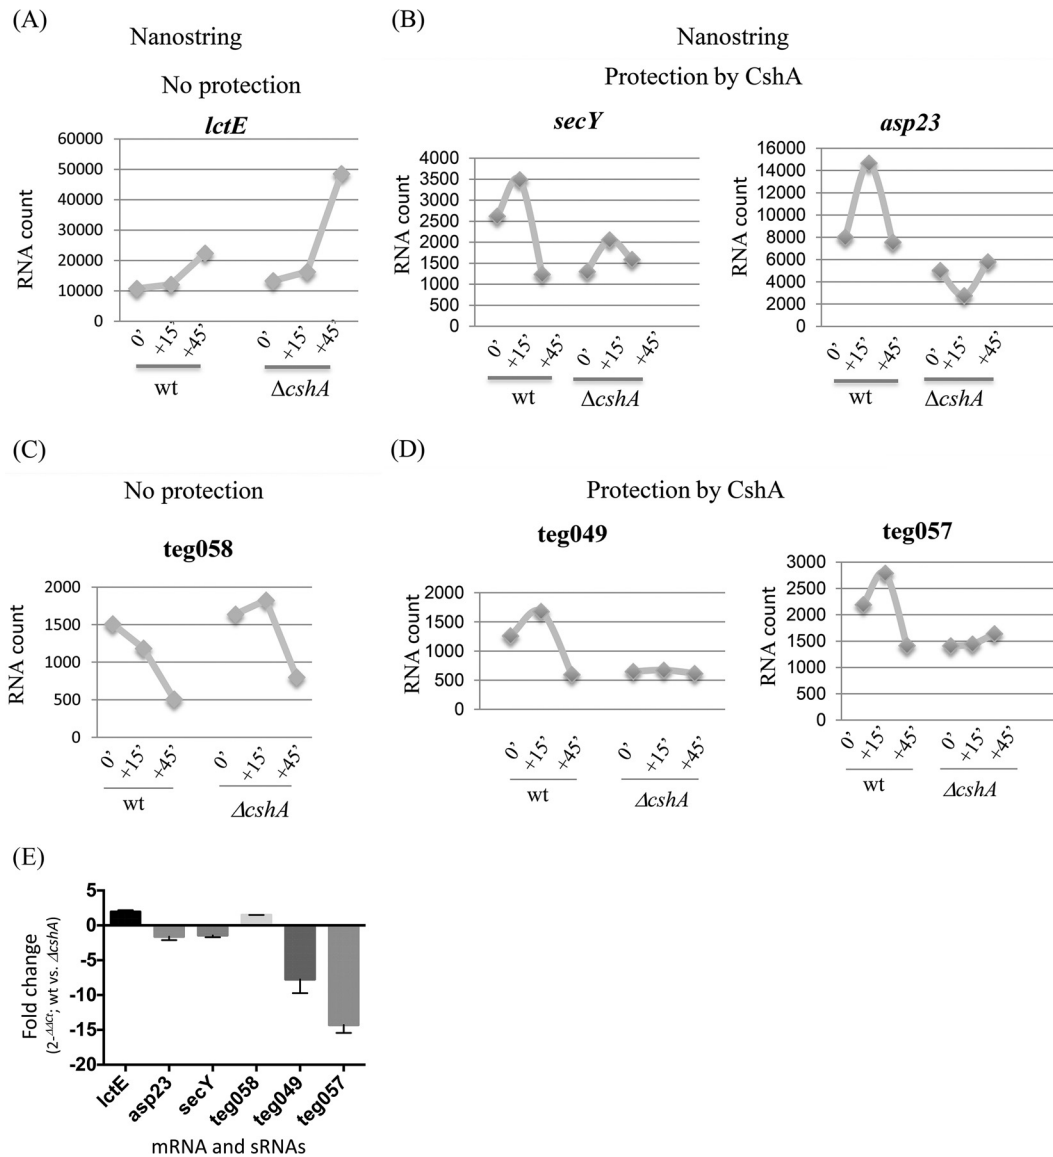 (A)
Nanostring
No protection
lctE
60000
50000
40000
30000
20000
10000
0
RNA count
0’ +15’ +45’ 0’ +15’ +45’
wt ΔcshA
(B)
Nanostring
Protection by CshA
secY
4000
3500
3000
2500
2000
1500
1000
500
0
RNA count
0’ +15’ +45’ 0’ +15’ +45’
wt ΔcshA
asp23
16000
14000
12000
10000
8000
6000
4000
2000
0
RNA count
0’ +15’ +45’ 0’ +15’ +45’
wt ΔcshA
(C)
No protection
teg058
2000
1500
1000
500
0
RNA count
0’ +15’ +45’ 0’ +15’ +45’
wt ΔcshA
(D)
Protection by CshA
teg049
2000
1500
1000
500
0
RNA count
0’ +15’ +45’ 0’ +15’ +45’
wt ΔcshA
teg057
3000
2500
2000
1500
1000
500
0
RNA count
0’ +15’ +45’ 0’ +15’ +45’
wt ΔcshA
(E)
5
0
-5
-10
-15
-20
Fold change
(2-ΔΔCt; wt vs. ΔcshA)
lctE asp23 secY teg058 teg049 teg057
mRNA and sRNAs